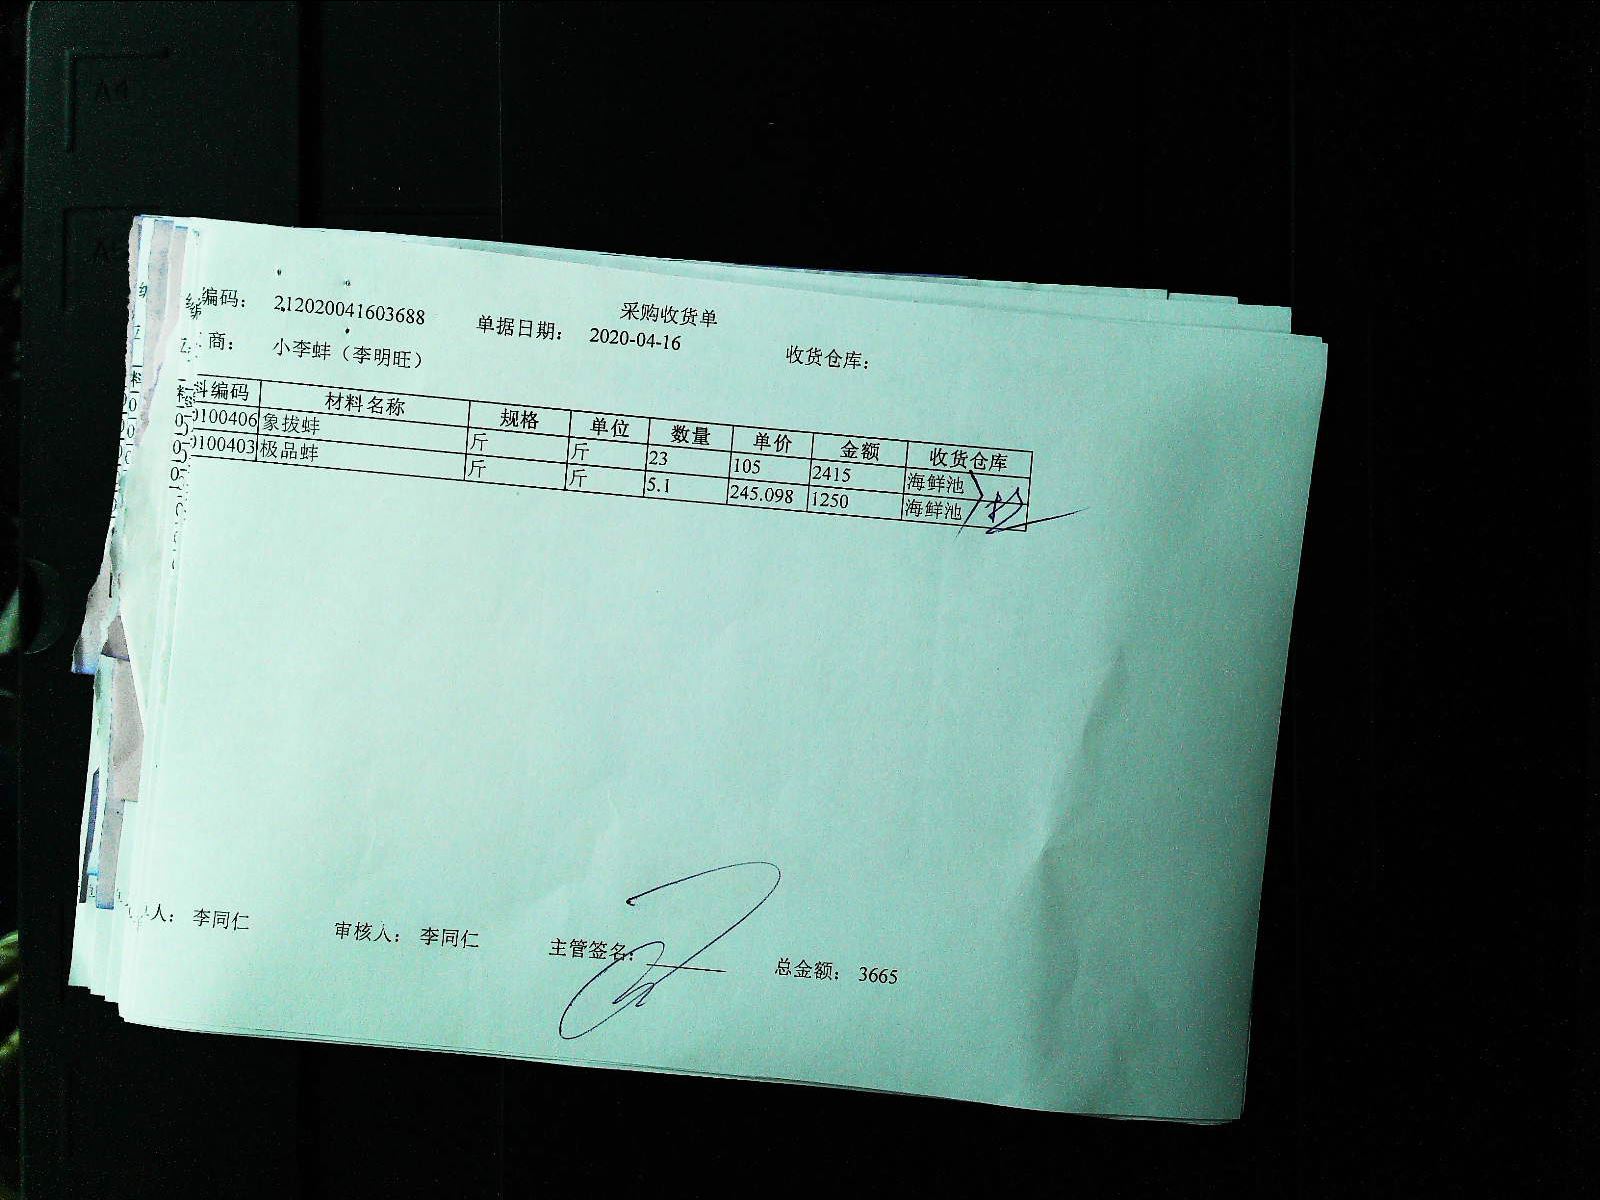 采购收货单
编码： 212020041603688 单据日期： 2020-04-16 收货仓库：
商： 小李蚌（李明旺）
料编码 材料名称 规格 单位 数量 单价 金额 收货仓库
0100406 象拔蚌 斤 斤 23 105 2415 海鲜池
0100403 极品蚌 斤 斤 5.1 245.098 1250 海鲜池
人： 李同仁 审核人： 李同仁 主管签名： 总金额： 3665